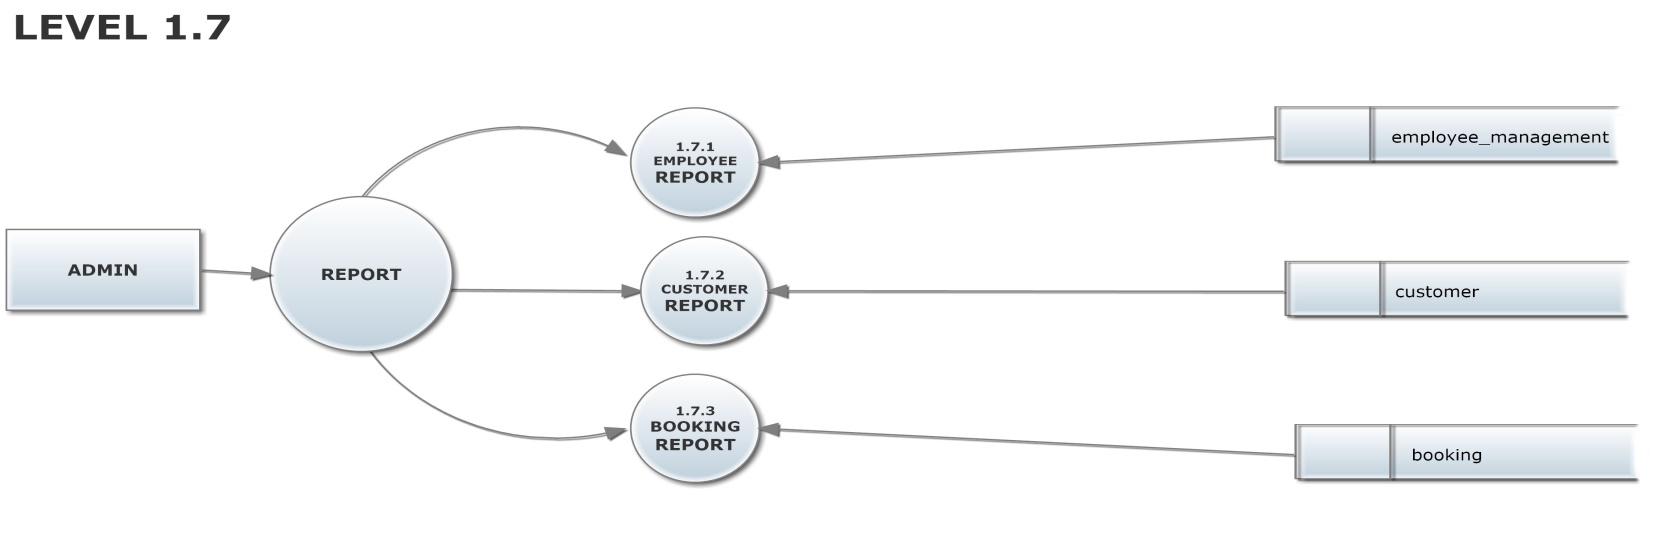 LEVEL 1.7
1.7.1
EMPLOYEE
REPORT
employee_management
ADMIN
REPORT
1.7.2
CUSTOMER
REPORT
customer
1.7.3
BOOKING
REPORT
booking